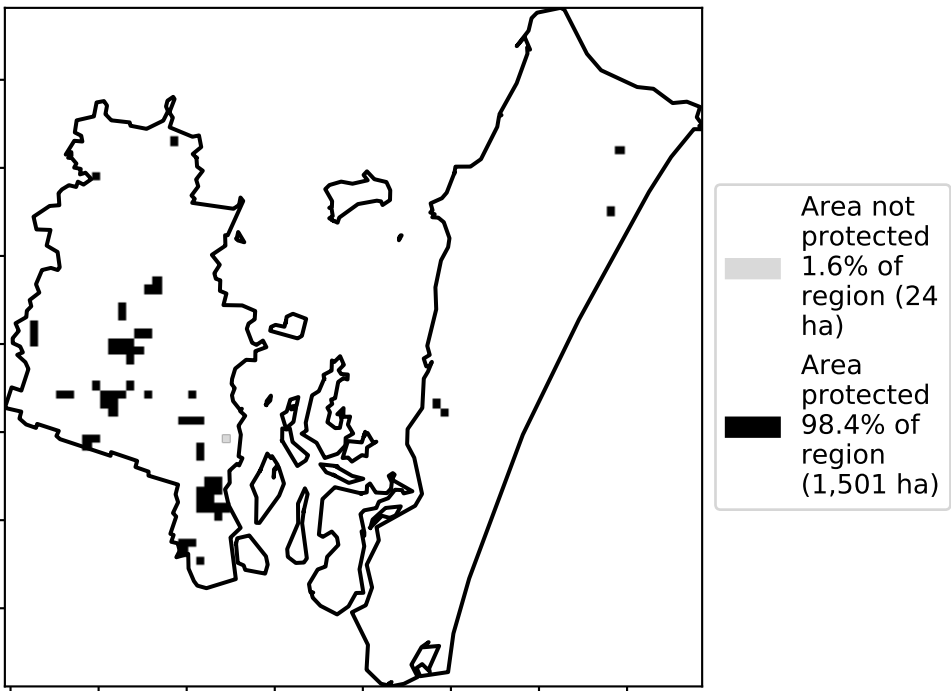 Area not
protected
1.6% of
region (24
ha)
Area
protected
98.4% of
region
(1,501 ha)